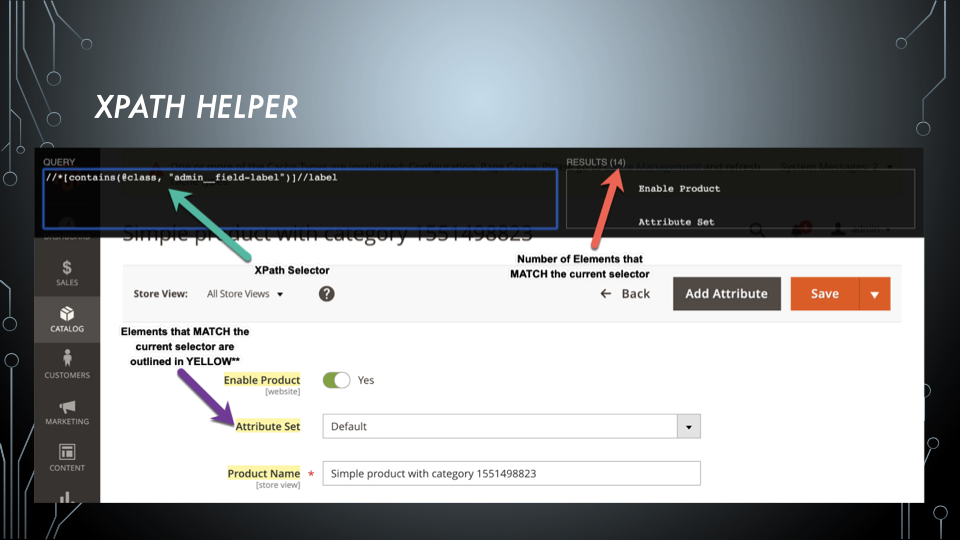 XPATH HELPER
QUERY
RESULTS (14)
//*[contains(@class, "admin__field-label")]//label
Enable Product
Attribute Set
Simple product with category 1551498823
XPath Selector
Number of Elements that
MATCH the current selector
SALES
Store View: All Store Views ?
Back
Add Attribute
Save
CATALOG
Elements that MATCH the
current selector are
outlined in YELLOW**
CUSTOMERS
Enable Product Yes
[website]
MARKETING
Attribute Set Default
CONTENT
Product Name * Simple product with category 1551498823
[store view]